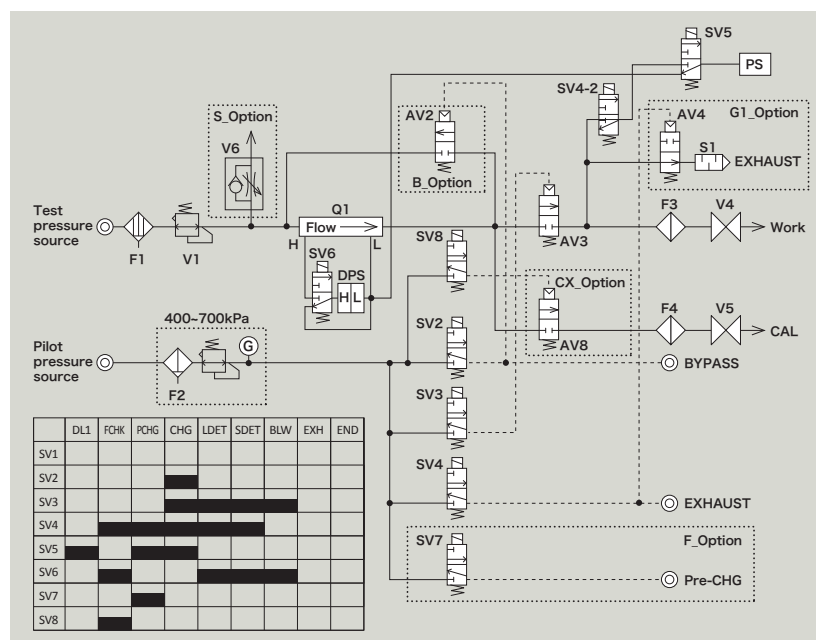 SV5
PS
SV4-2
AV4
G1_Option
S1
EXHAUST
S_Option
V6
AV2
B_Option
Test
pressure
source
F1
V1
Q1
Flow
H
L
SV6
DPS
H L
SV8
AV3
F3
V4
Work
CX_Option
AV8
F4
V5
CAL
400~700kPa
Pilot
pressure
source
F2
G
SV2
BYPASS
SV3
SV4
EXHAUST
SV7
F_Option
Pre-CHG
DL1 FCHK PCHG CHG LDET SDET BLW EXH END
SV1
SV2
SV3
SV4
SV5
SV6
SV7
SV8